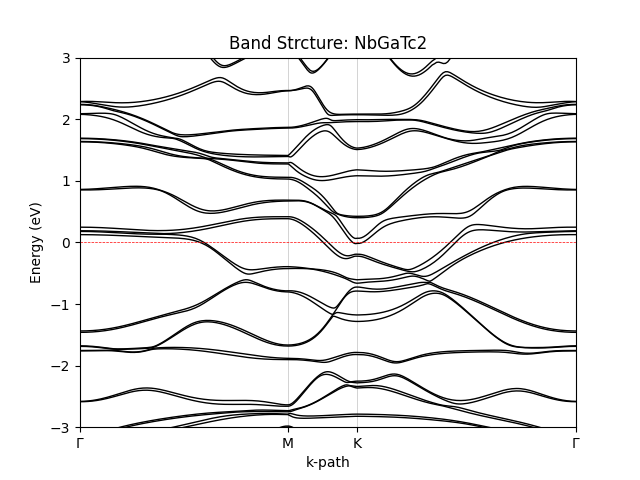 Band Strcture: NbGaTc2
Energy (eV)
3
2
1
0
−1
−2
−3
Γ
M
K
Γ
k-path